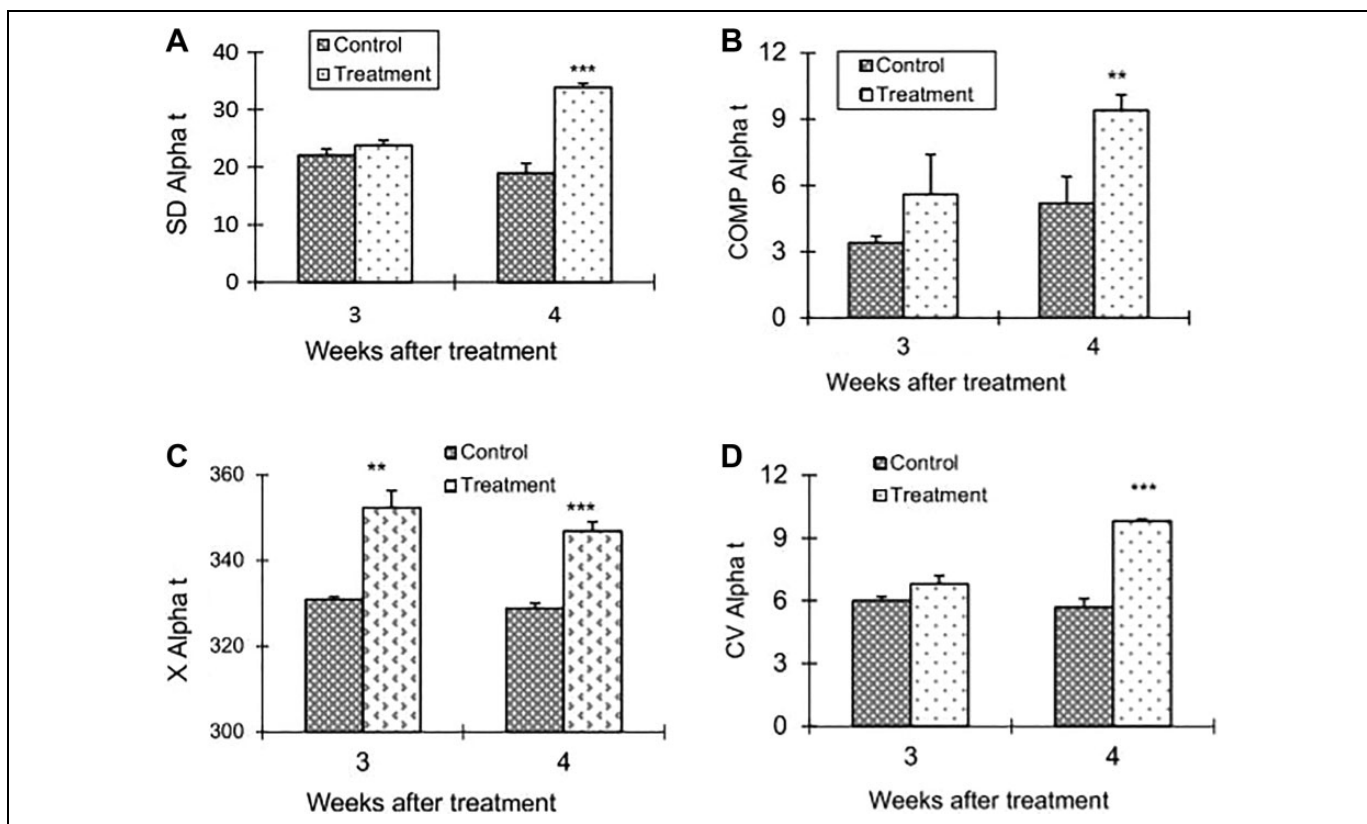 A
SD Alpha t
40
30
20
10
0
Control
Treatment
***
3
4
Weeks after treatment
B
COMP Alpha t
12
9
6
3
0
Control
Treatment
**
3
4
Weeks after treatment
C
X Alpha t
360
340
320
300
Control
Treatment
**
***
3
4
Weeks after treatment
D
CV Alpha t
12
9
6
3
0
Control
Treatment
***
3
4
Weeks after treatment